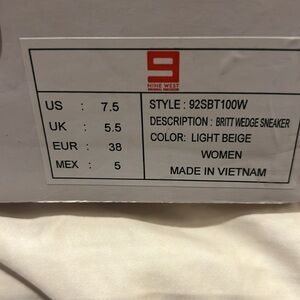 9
NINE WEST
US : 7.5
UK : 5.5
EUR : 38
MEX : 5
STYLE : 92SBT100W
DESCRIPTION : BRITT WEDGE SNEAKER
COLOR: LIGHT BEIGE
WOMEN
MADE IN VIETNAM